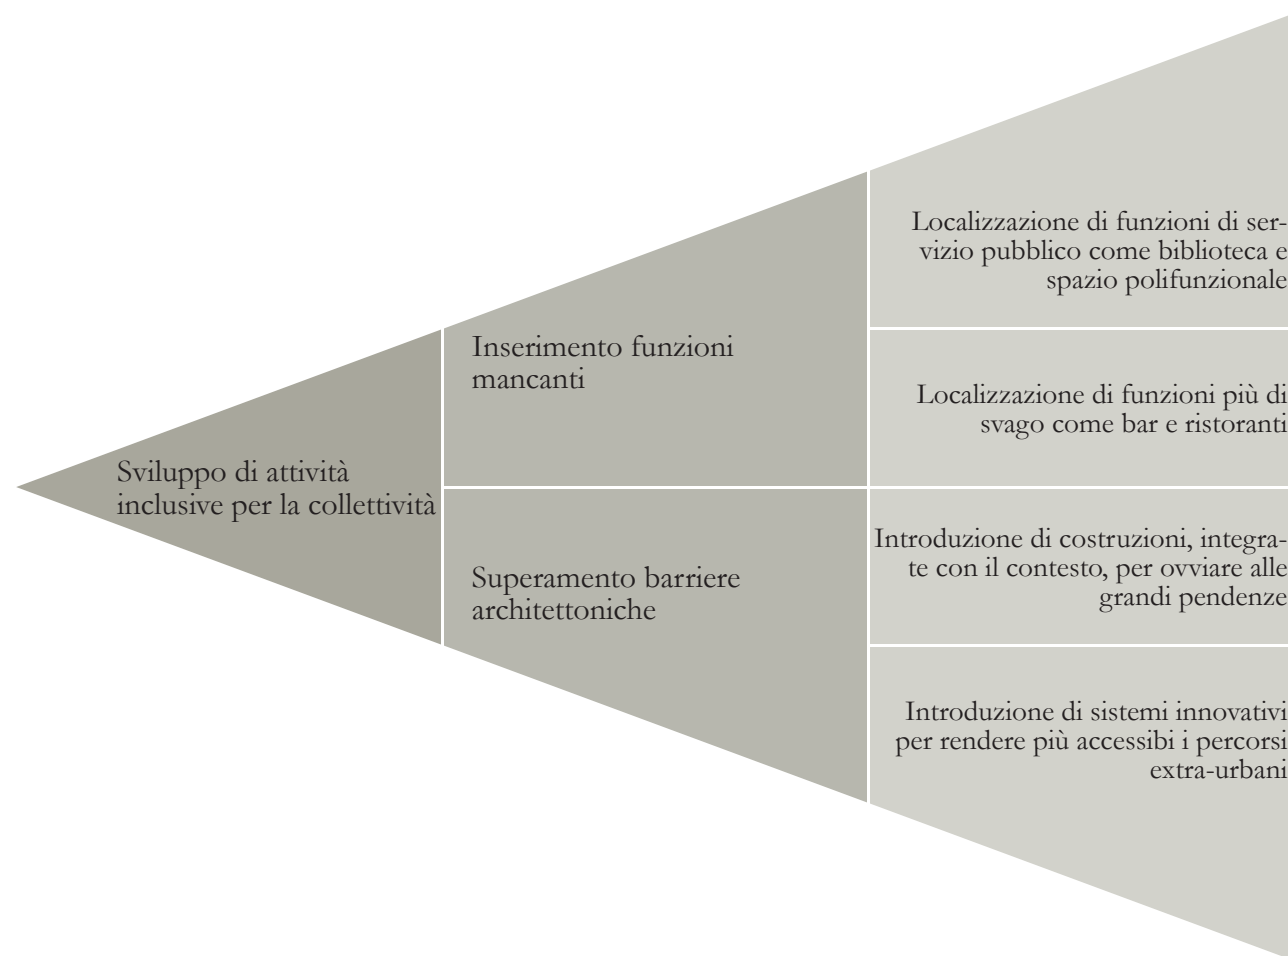 Sviluppo di attività
inclusive per la collettività
Inserimento funzioni
mancanti
Superamento barriere
architettoniche
Localizzazione di funzioni di ser-
vizio pubblico come biblioteca e
spazio polifunzionale
Localizzazione di funzioni più di
svago come bar e ristoranti
Introduzione di costruzioni, integra-
te con il contesto, per ovviare alle
grandi pendenze
Introduzione di sistemi innovativi
per rendere più accessibi i percorsi
extra-urbani